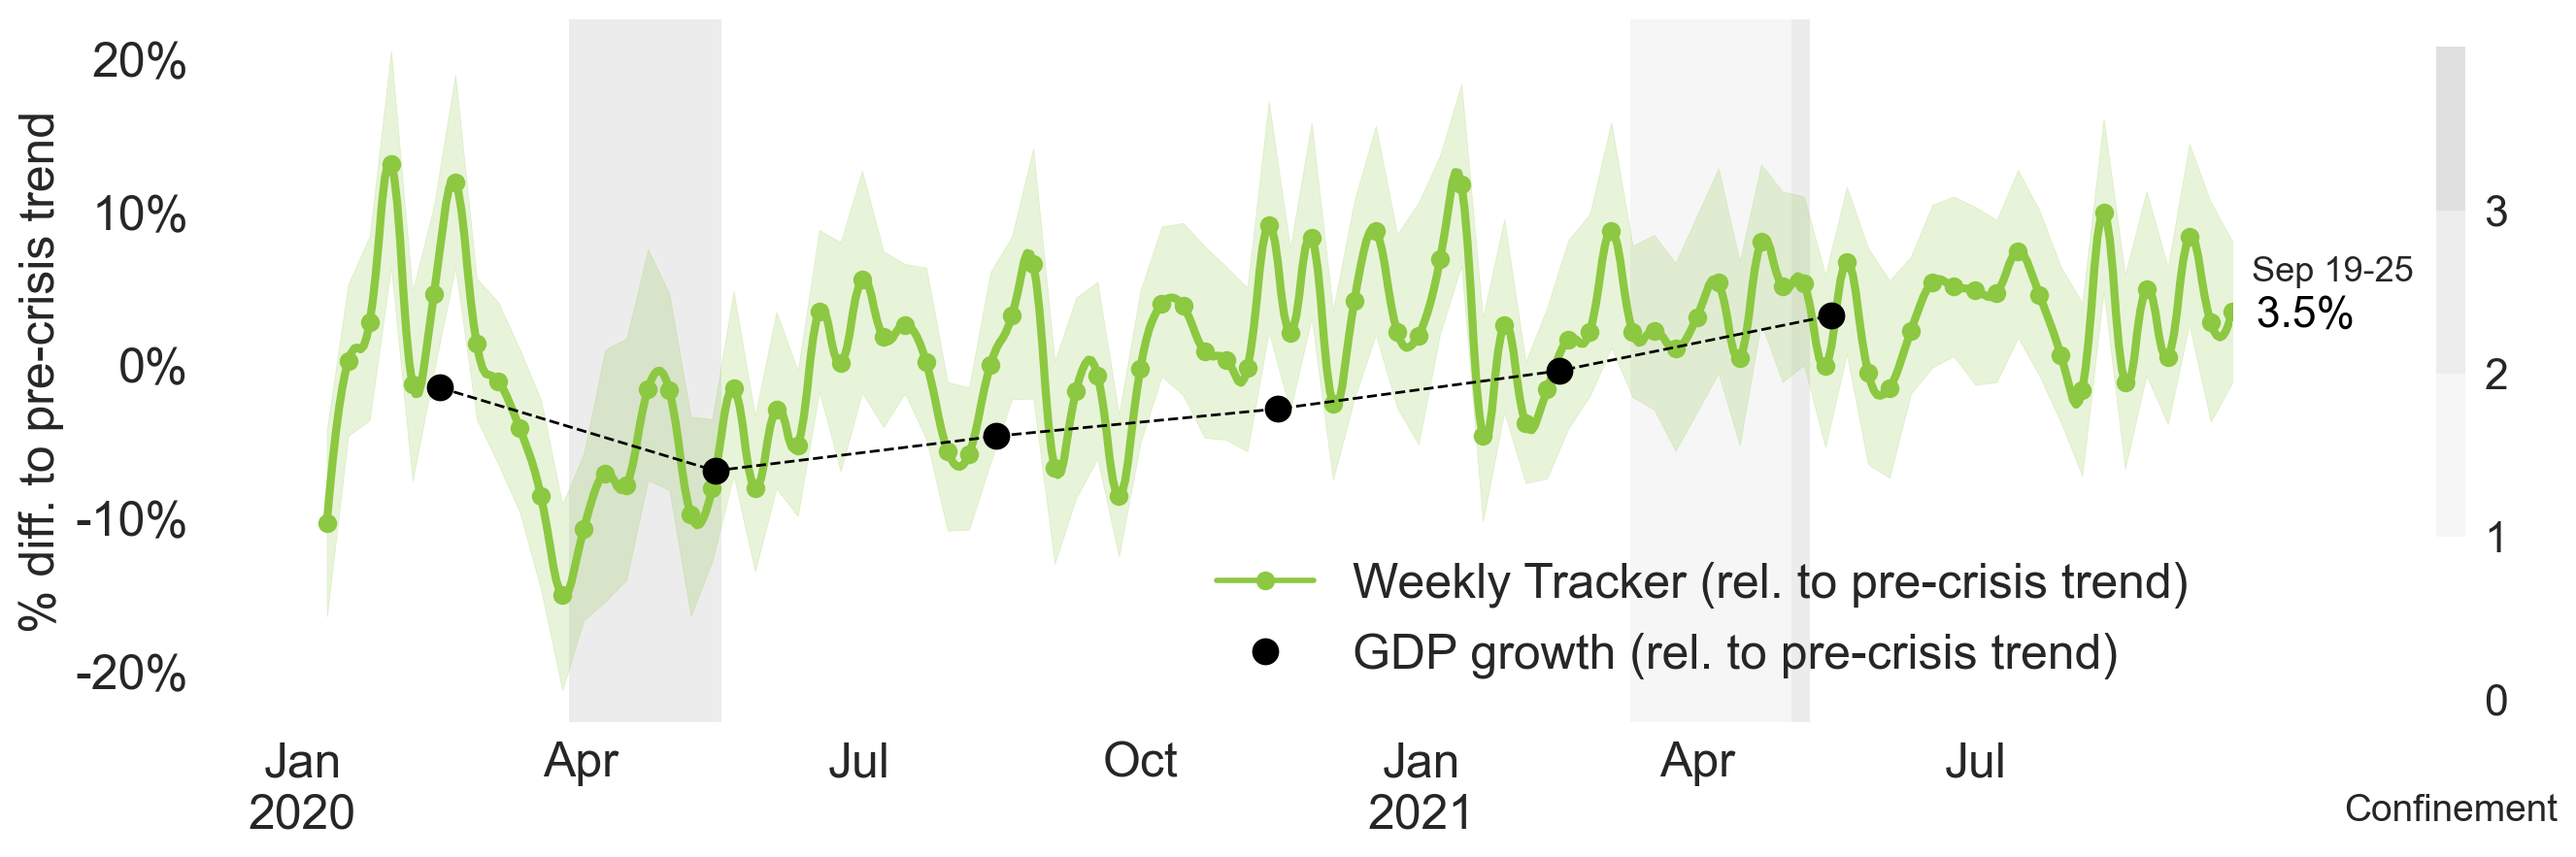 % diff. to pre-crisis trend
20%
10%
0%
-10%
-20%
Jan
2020
Apr
Jul
Oct
Jan
2021
Apr
Jul
Weekly Tracker (rel. to pre-crisis trend)
GDP growth (rel. to pre-crisis trend)
Sep 19-25
3.5%
3
2
1
0
Confinement